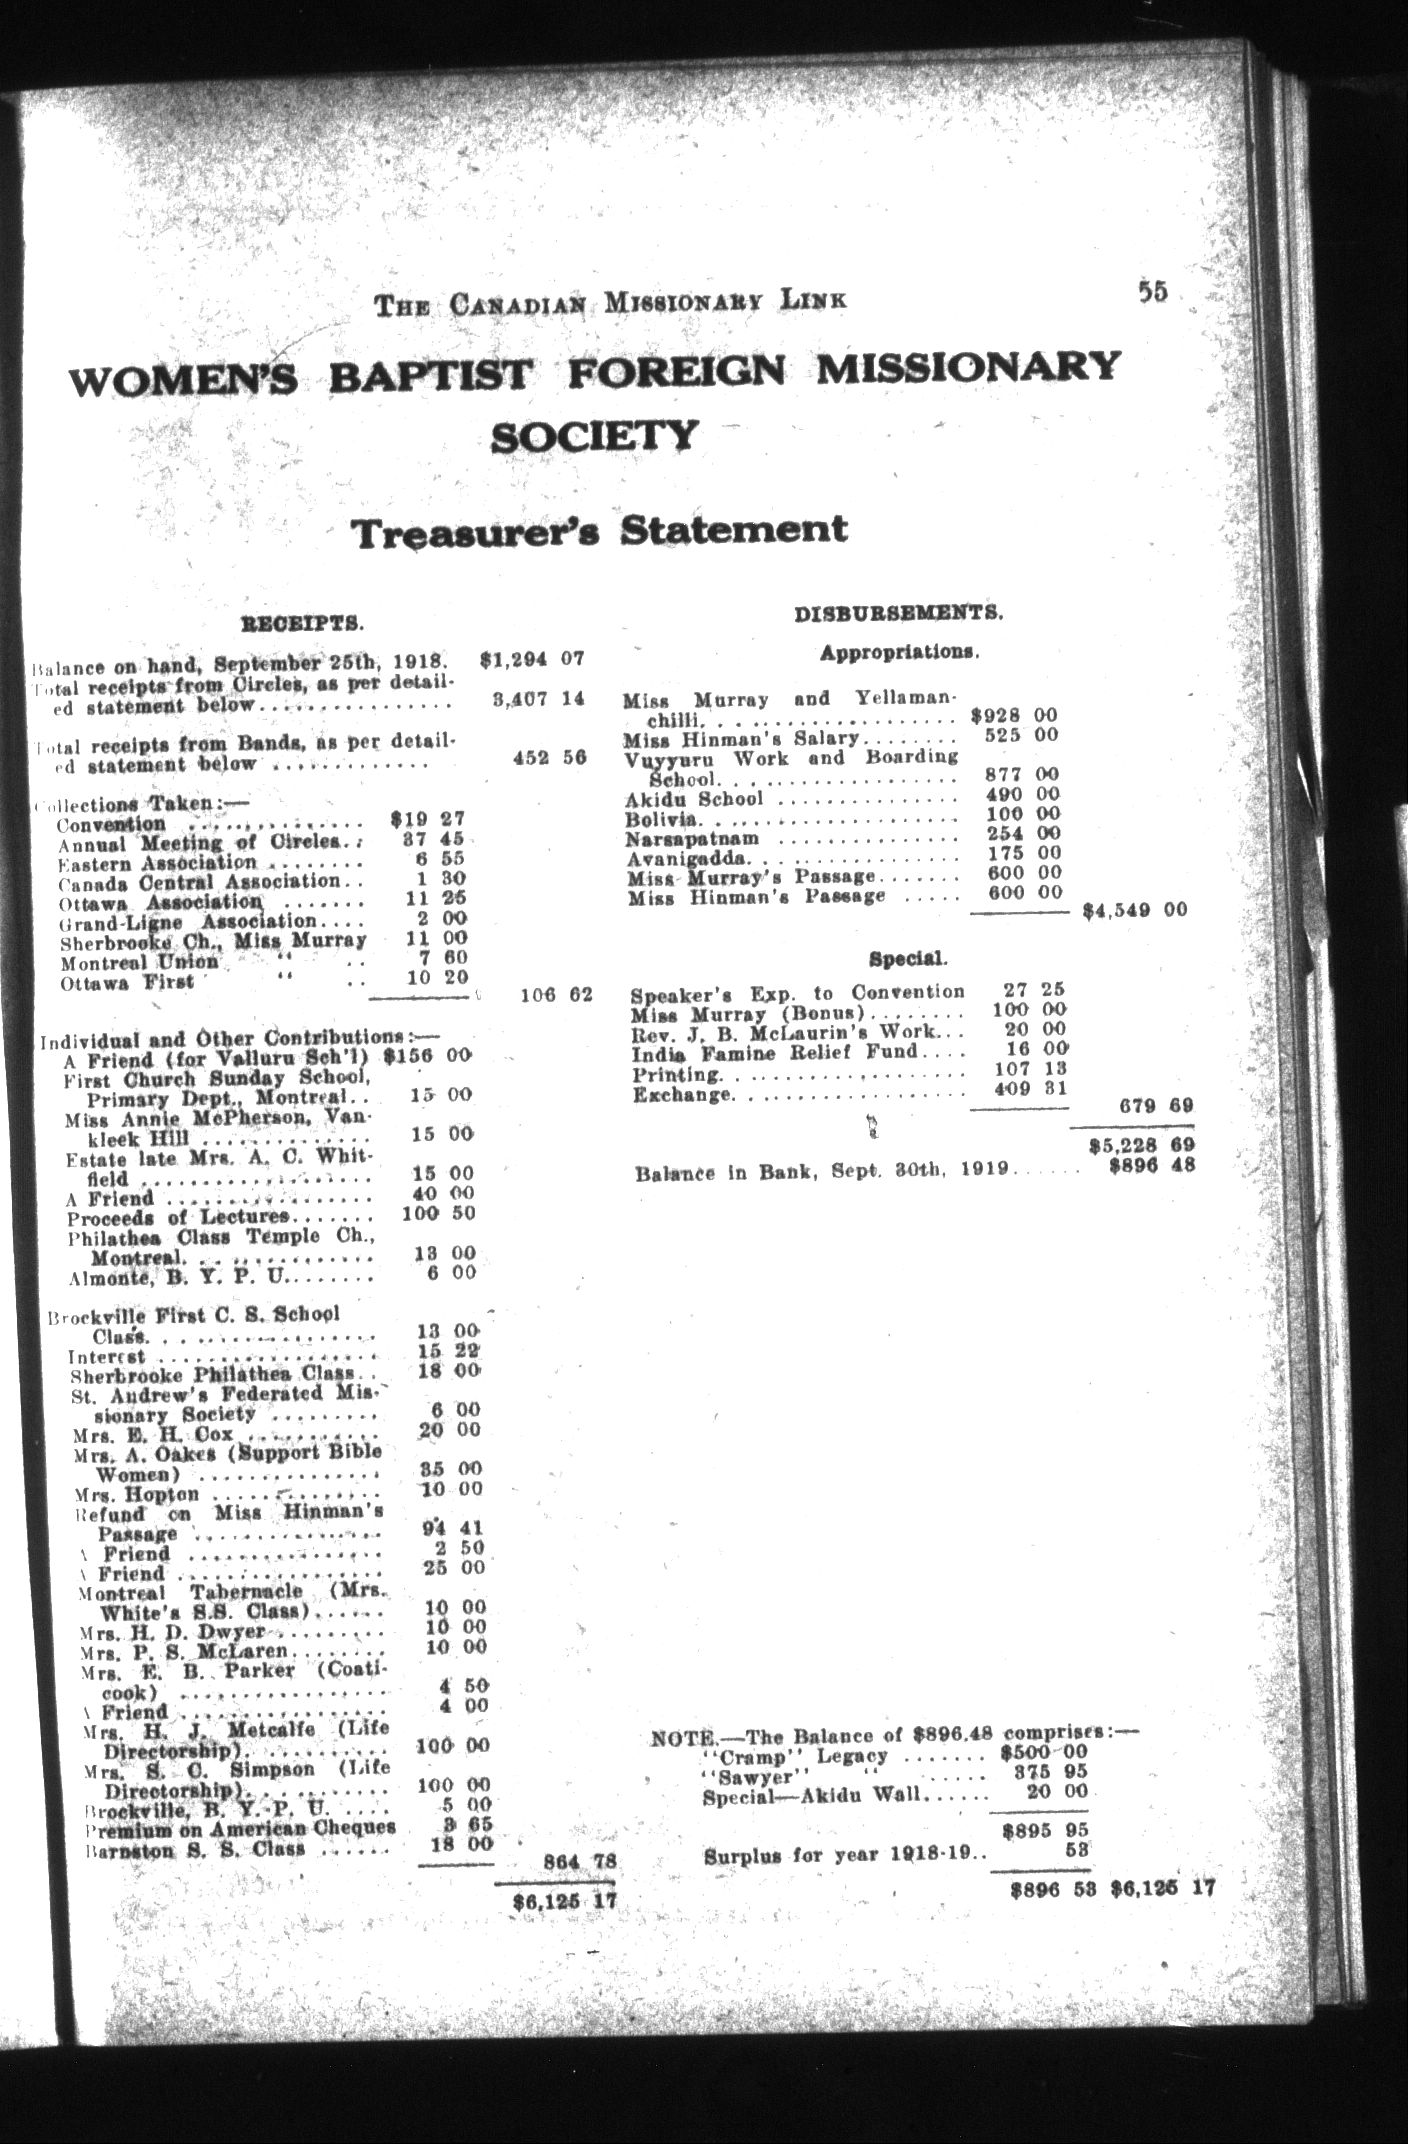 THE CANADIAN MISSIONARY LINK 55
WOMEN'S BAPTIST FOREIGN MISSIONARY
SOCIETY
Treasurer's Statement
RECEIPTS.
Balance on hand, September 25th, 1918. $1,294 07
Total receipts from Circles, as per detail-
ed statement below................ 3,407 14
Total receipts from Bands, as per detail-
ed statement below ............. 452 56
Collections Taken:—
Convention .............. $19 27
Annual Meeting of Circles.. 37 45
Eastern Association ........ 6 55
Canada Central Association.. 1 30
Ottawa Association ....... 11 25
Grand-Ligne Association.... 2 00
Sherbrooke Ch., Miss Murray 11 00
Montreal Union " .. 7 60
Ottawa First " .. 10 20
106 62
Individual and Other Contributions:—
A Friend (for Valluru Sch'l) $156 00
First Church Sunday School,
Primary Dept., Montreal.. 15 00
Miss Annie McPherson, Van-
kleek Hill .............. 15 00
Estate late Mrs. A. C. Whit-
field ................... 15 00
A Friend ................. 40 00
Proceeds of Lectures....... 100 50
Philathea Class Temple Ch.,
Montreal. .............. 13 00
Almonte, B. Y. P. U........ 6 00
Brockville First C. S. School
Class. .................. 13 00
Interest .................. 15 22
Sherbrooke Philathea Class.. 18 00
St. Andrew's Federated Mis-
sionary Society ......... 6 00
Mrs. E. H. Cox ........... 20 00
Mrs. A. Oakes (Support Bible
Women) ............... 35 00
Mrs. Hopton .............. 10 00
Refund on Miss Hinman's
Passage ................ 94 41
A Friend ................ 2 50
A Friend ................. 25 00
Montreal Tabernacle (Mrs.
White's S.S. Class)...... 10 00
Mrs. H. D. Dwyer ......... 10 00
Mrs. P. S. McLaren........ 10 00
Mrs. E. B. Parker (Coati-
cook) ................. 4 50
A Friend ................. 4 00
Mrs. H. J. Metcalfe (Life
Directorship). .......... 100 00
Mrs. S. C. Simpson (Life
Directorship). .......... 100 00
Brockville, B. Y. P. U. .... 5 00
Premium on American Cheques 3 65
Barnston S. S. Class ...... 18 00
864 78
$6,125 17
DISBURSEMENTS.
Appropriations.
Miss Murray and Yellaman-
chilli. ................... $928 00
Miss Hinman's Salary........ 525 00
Vuyyuru Work and Boarding
School. .................. 877 00
Akidu School ............... 490 00
Bolivia. .................... 100 00
Narsapatnam ............... 254 00
Avanigadda. ................ 175 00
Miss Murray's Passage....... 600 00
Miss Hinman's Passage ..... 600 00
$4,549 00
Special.
Speaker's Exp. to Convention 27 25
Miss Murray (Bonus)........ 100 00
Rev. J. B. McLaurin's Work... 20 00
India Famine Relief Fund.... 16 00
Printing. ................... 107 13
Exchange. .................. 409 31
679 69
$5,228 69
Balance in Bank, Sept. 30th, 1919...... $896 48
NOTE.—The Balance of $896.48 comprises:—
"Cramp" Legacy ....... $500 00
"Sawyer" " ...... 375 95
Special—Akidu Wall...... 20 00
$895 95
Surplus for year 1918-19.. 53
$896 53 $6,125 17